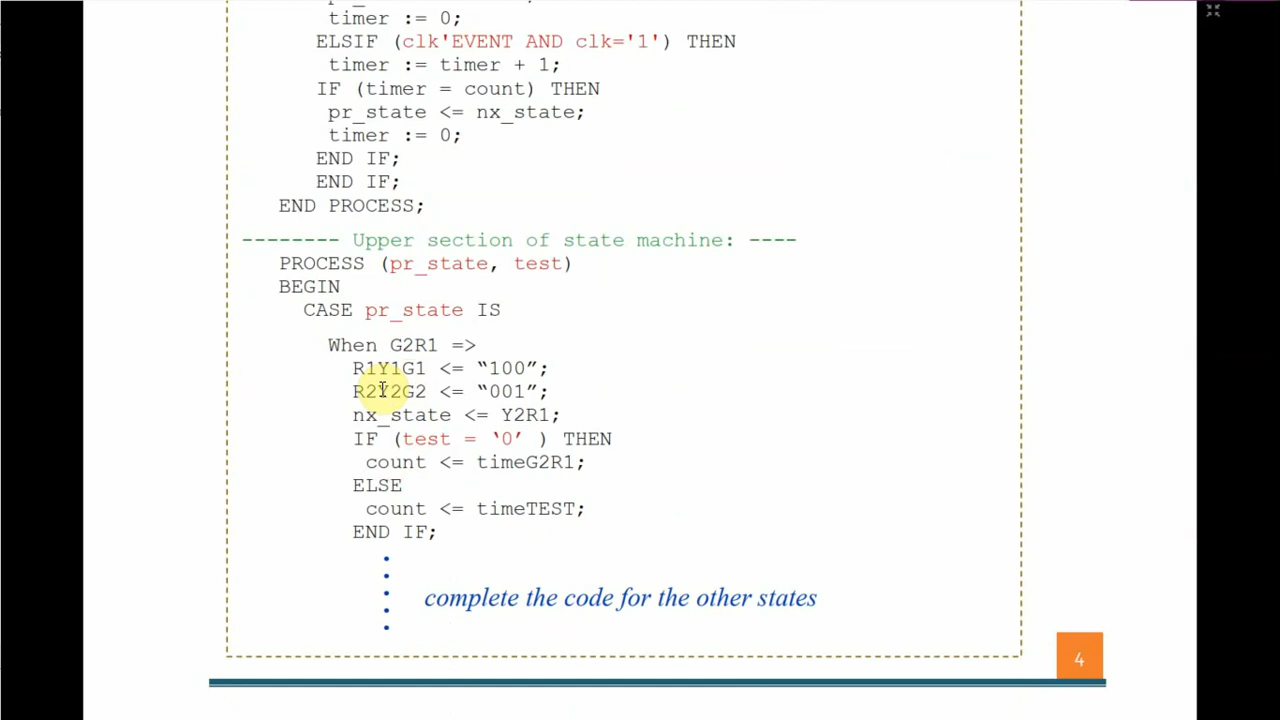 timer := 0;
ELSIF (clk'EVENT AND clk='1') THEN
timer := timer + 1;
IF (timer = count) THEN
pr_state <= nx_state;
timer := 0;
END IF;
END IF;
END PROCESS;
-------- Upper section of state machine: ----
PROCESS (pr_state, test)
BEGIN
CASE pr_state IS
When G2R1 =>
R1Y1G1 <= “100”;
R2Y2G2 <= “001”;
nx_state <= Y2R1;
IF (test = ‘0’ ) THEN
count <= timeG2R1;
ELSE
count <= timeTEST;
END IF;
complete the code for the other states
4